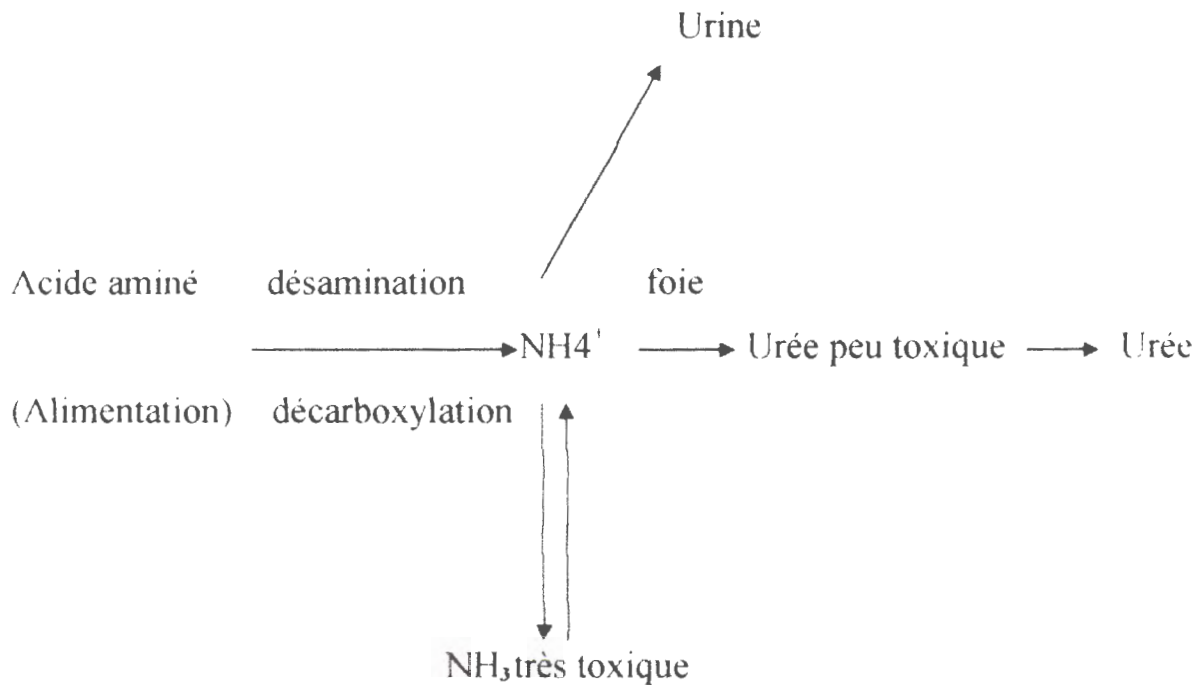 Urine
Acide aminé désamination foie
NH4⁺ Urée peu toxique Urée
(Alimentation) décarboxylation
NH₃ très toxique